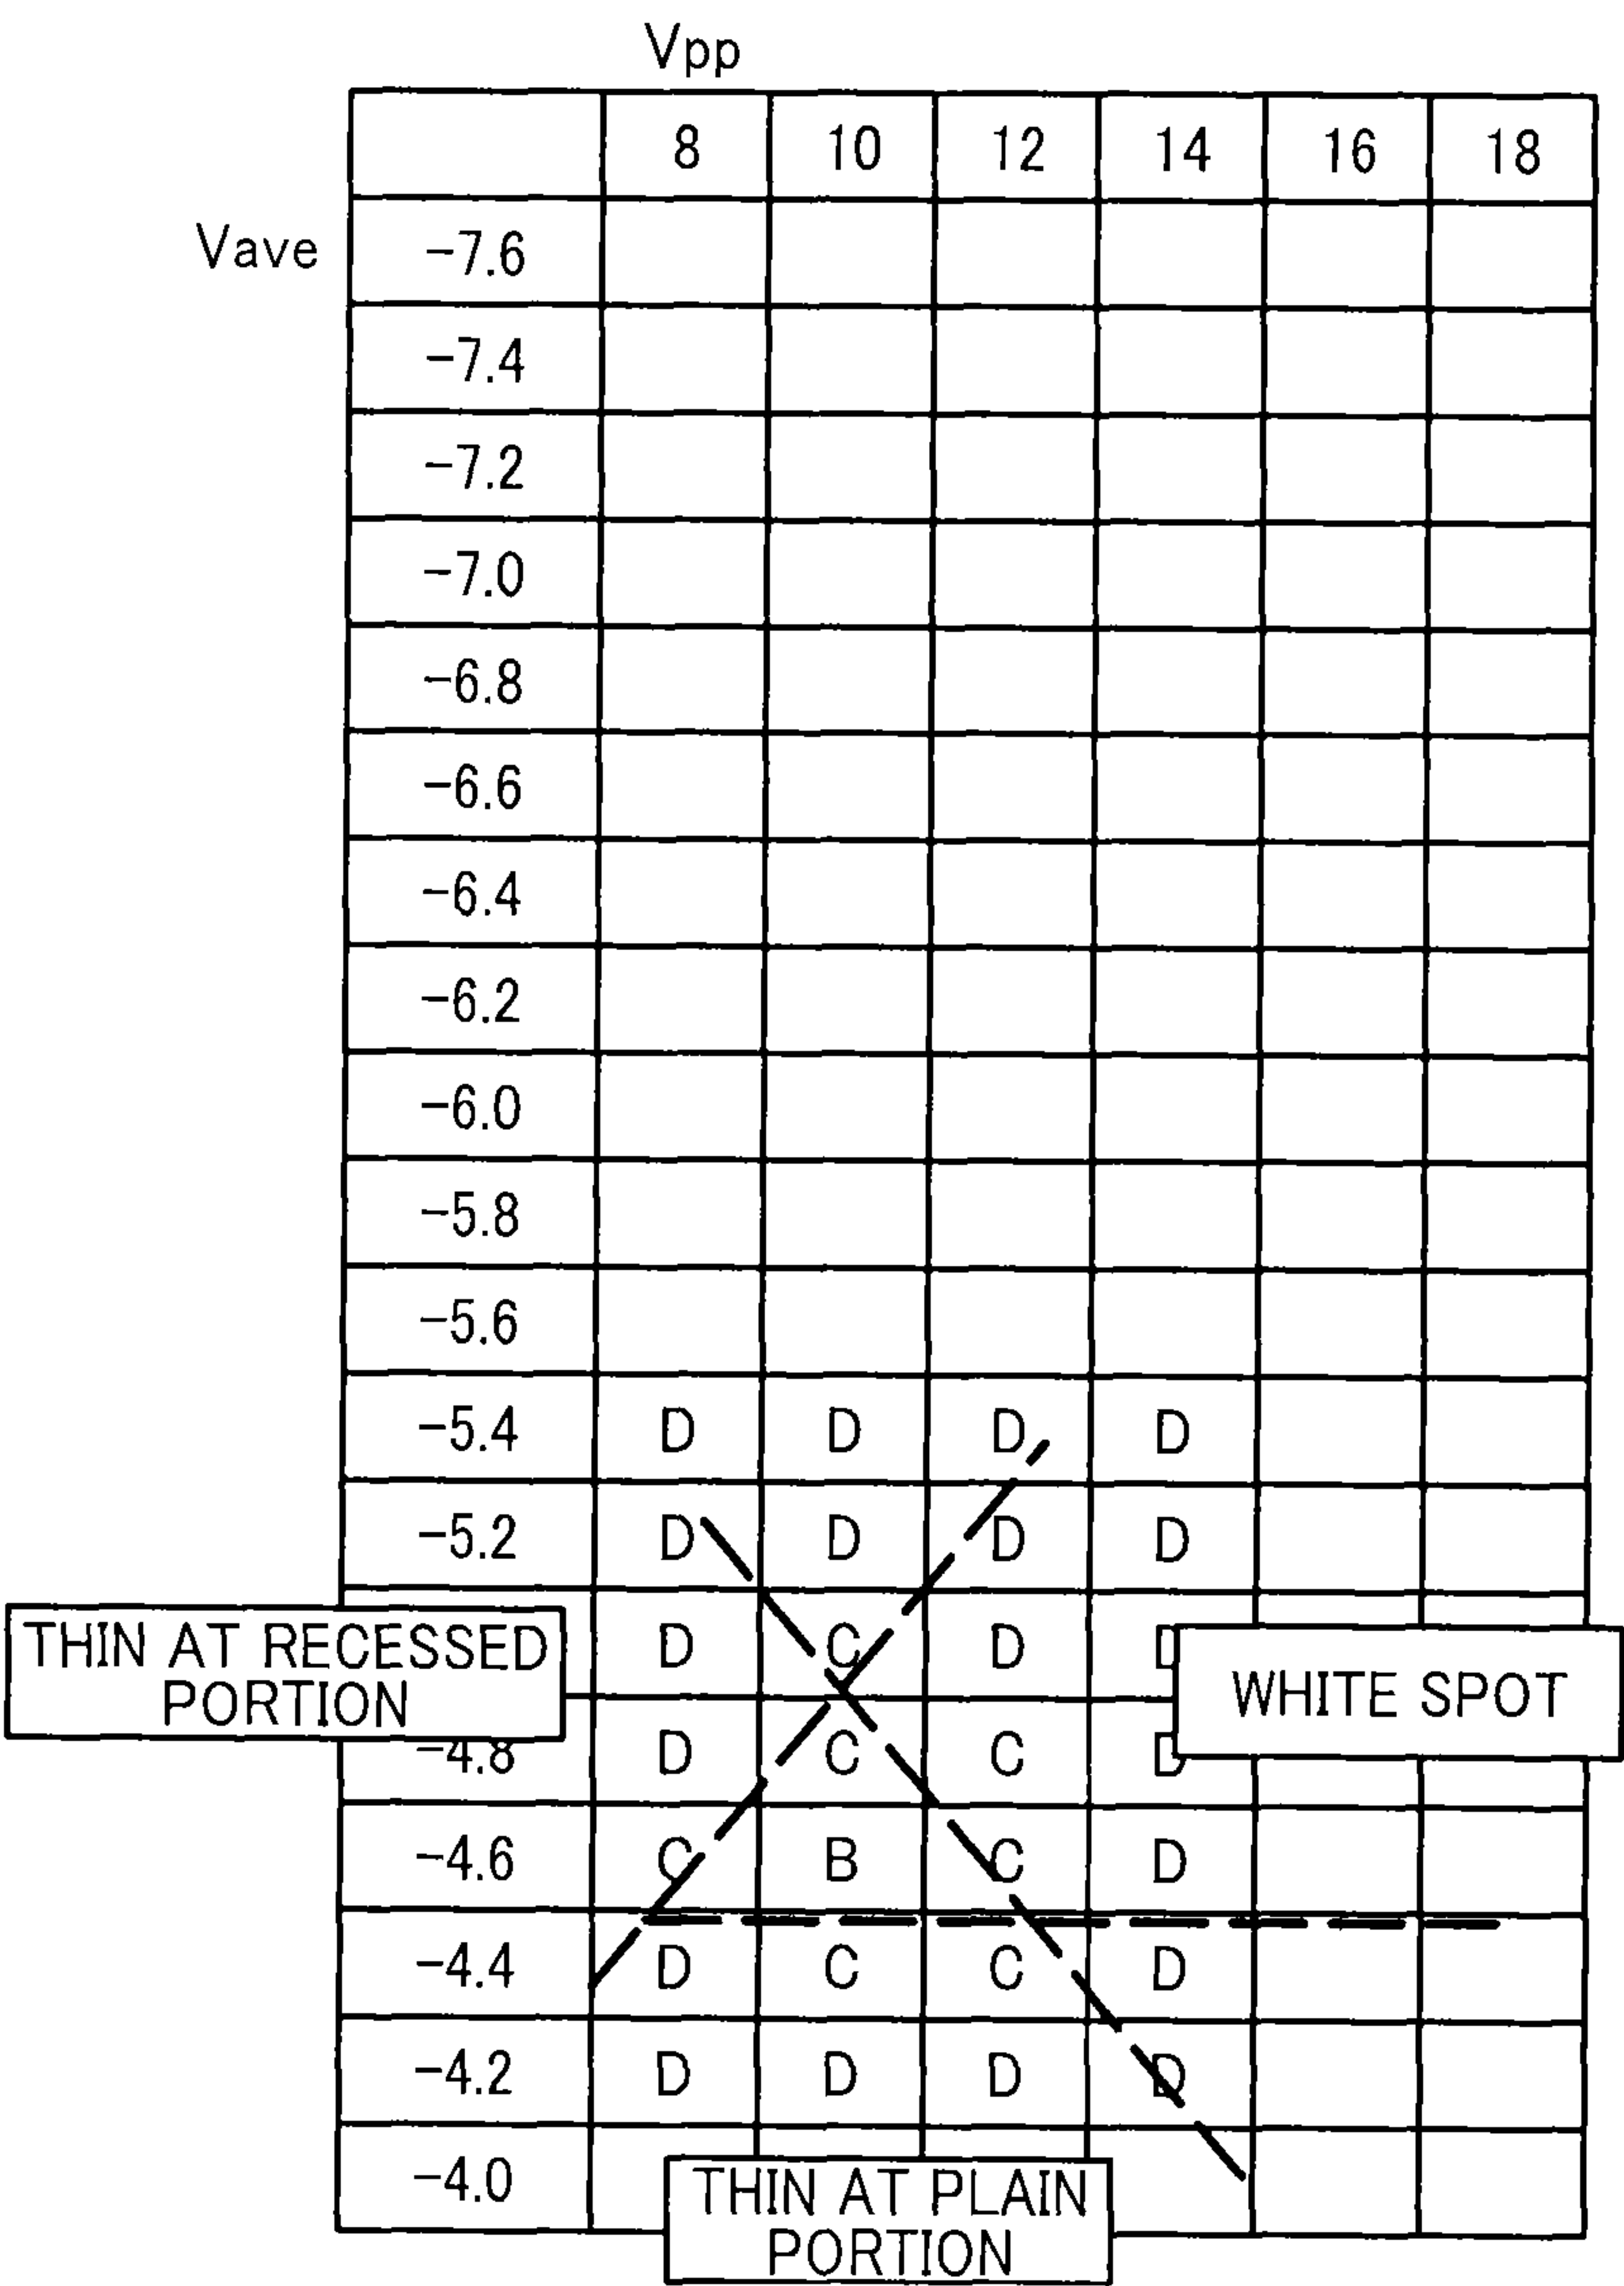 Vpp
8 10 12 14 16 18
Vave -7.6
-7.4
-7.2
-7.0
-6.8
-6.6
-6.4
-6.2
-6.0
-5.8
-5.6
-5.4 D D D D
-5.2 D D D D
THIN AT RECESSED
PORTION
D C D D
WHITE SPOT
-4.8 D C C D
-4.6 C B C D
-4.4 D C C D
-4.2 D D D D
-4.0
THIN AT PLAIN
PORTION